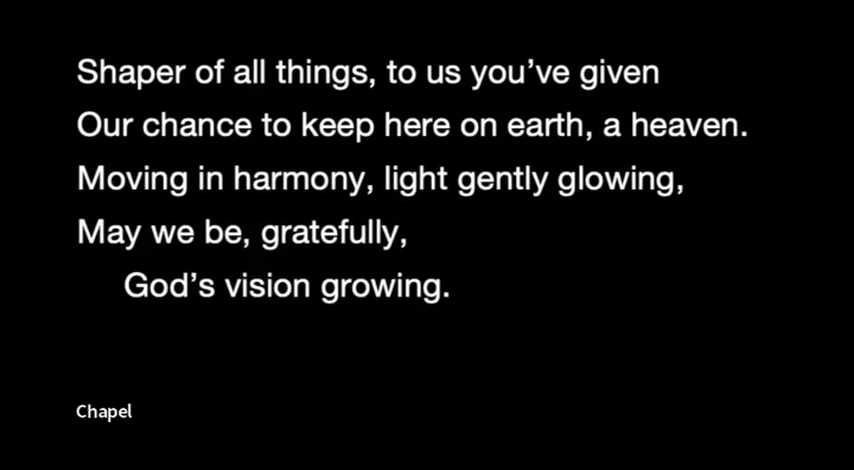 Shaper of all things, to us you’ve given
Our chance to keep here on earth, a heaven.
Moving in harmony, light gently glowing,
May we be, gratefully,
God’s vision growing.
Chapel